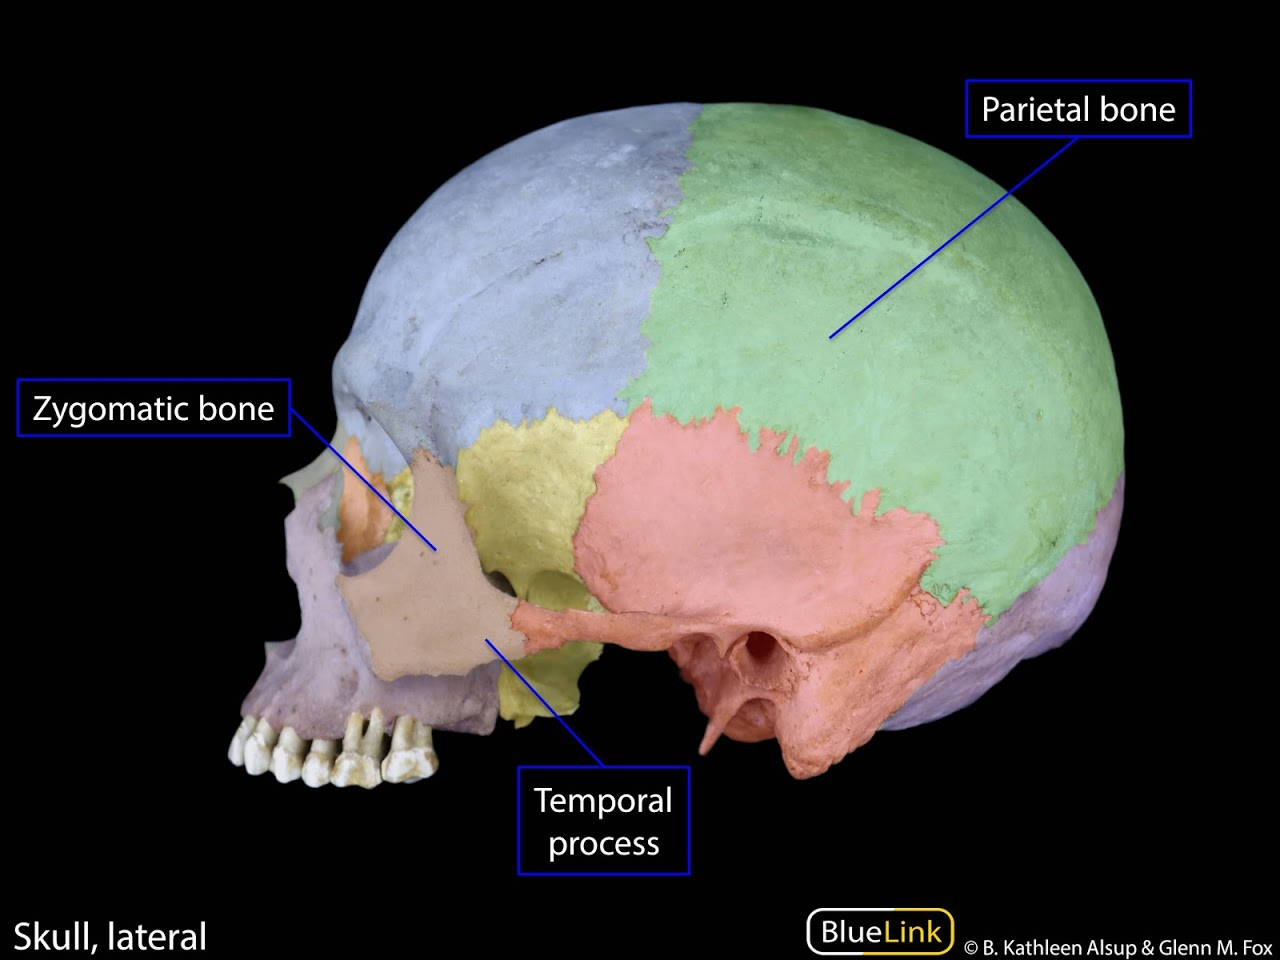 Parietal bone
Zygomatic bone
Temporal
process
Skull, lateral
BlueLink
© B. Kathleen Alsup & Glenn M. Fox